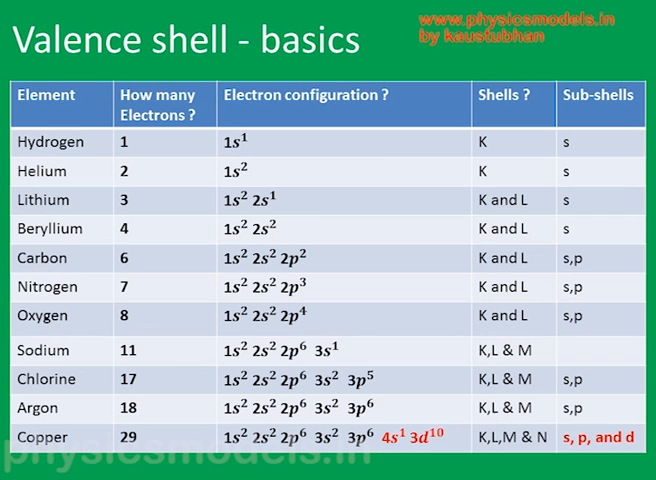 Valence shell - basics
www.physicsmodels.in
by kaustubhan
Element How many Electrons ? Electron configuration ? Shells ? Sub-shells
Hydrogen 1 1s¹ K s
Helium 2 1s² K s
Lithium 3 1s² 2s¹ K and L s
Beryllium 4 1s² 2s² K and L s
Carbon 6 1s² 2s² 2p² K and L s,p
Nitrogen 7 1s² 2s² 2p³ K and L s,p
Oxygen 8 1s² 2s² 2p⁴ K and L s,p
Sodium 11 1s² 2s² 2p⁶ 3s¹ K,L & M
Chlorine 17 1s² 2s² 2p⁶ 3s² 3p⁵ K,L & M s,p
Argon 18 1s² 2s² 2p⁶ 3s² 3p⁶ K,L & M s,p
Copper 29 1s² 2s² 2p⁶ 3s² 3p⁶ 4s¹ 3d¹⁰ K,L,M & N s, p, and d
physicsmodels.in